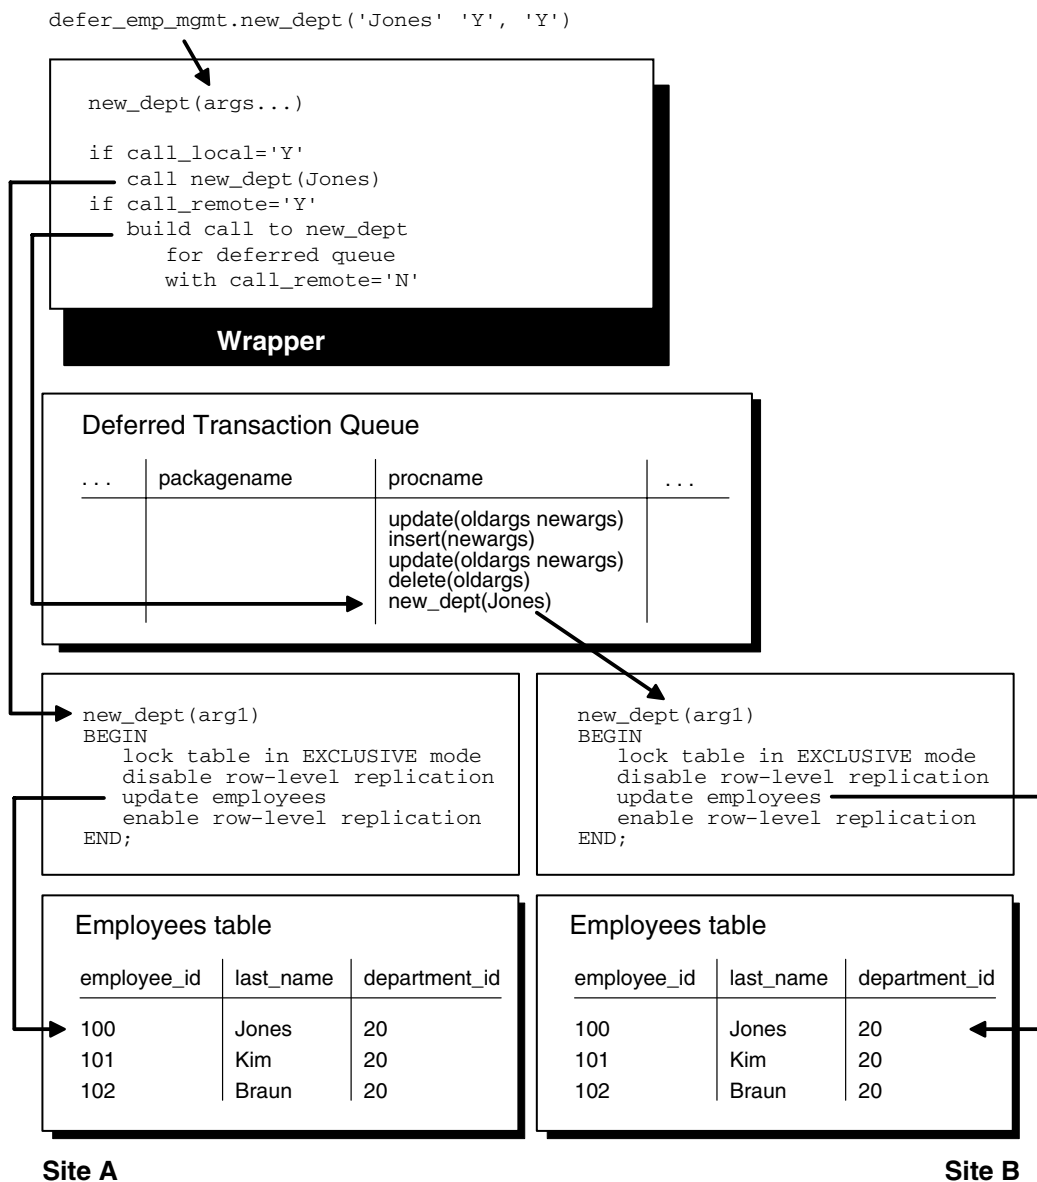 defer_emp_mgmt.new_dept('Jones' 'Y', 'Y')
new_dept(args...)
if call_local='Y'
call new_dept(Jones)
if call_remote='Y'
build call to new_dept
for deferred queue
with call_remote='N'
Wrapper
Deferred Transaction Queue
... packagename procname ...
update(oldargs newargs)
insert(newargs)
update(oldargs newargs)
delete(oldargs)
new_dept(Jones)
new_dept(arg1)
BEGIN
lock table in EXCLUSIVE mode
disable row-level replication
update employees
enable row-level replication
END;
new_dept(arg1)
BEGIN
lock table in EXCLUSIVE mode
disable row-level replication
update employees
enable row-level replication
END;
Employees table
employee_id last_name department_id
100 Jones 20
101 Kim 20
102 Braun 20
Employees table
employee_id last_name department_id
100 Jones 20
101 Kim 20
102 Braun 20
Site A
Site B